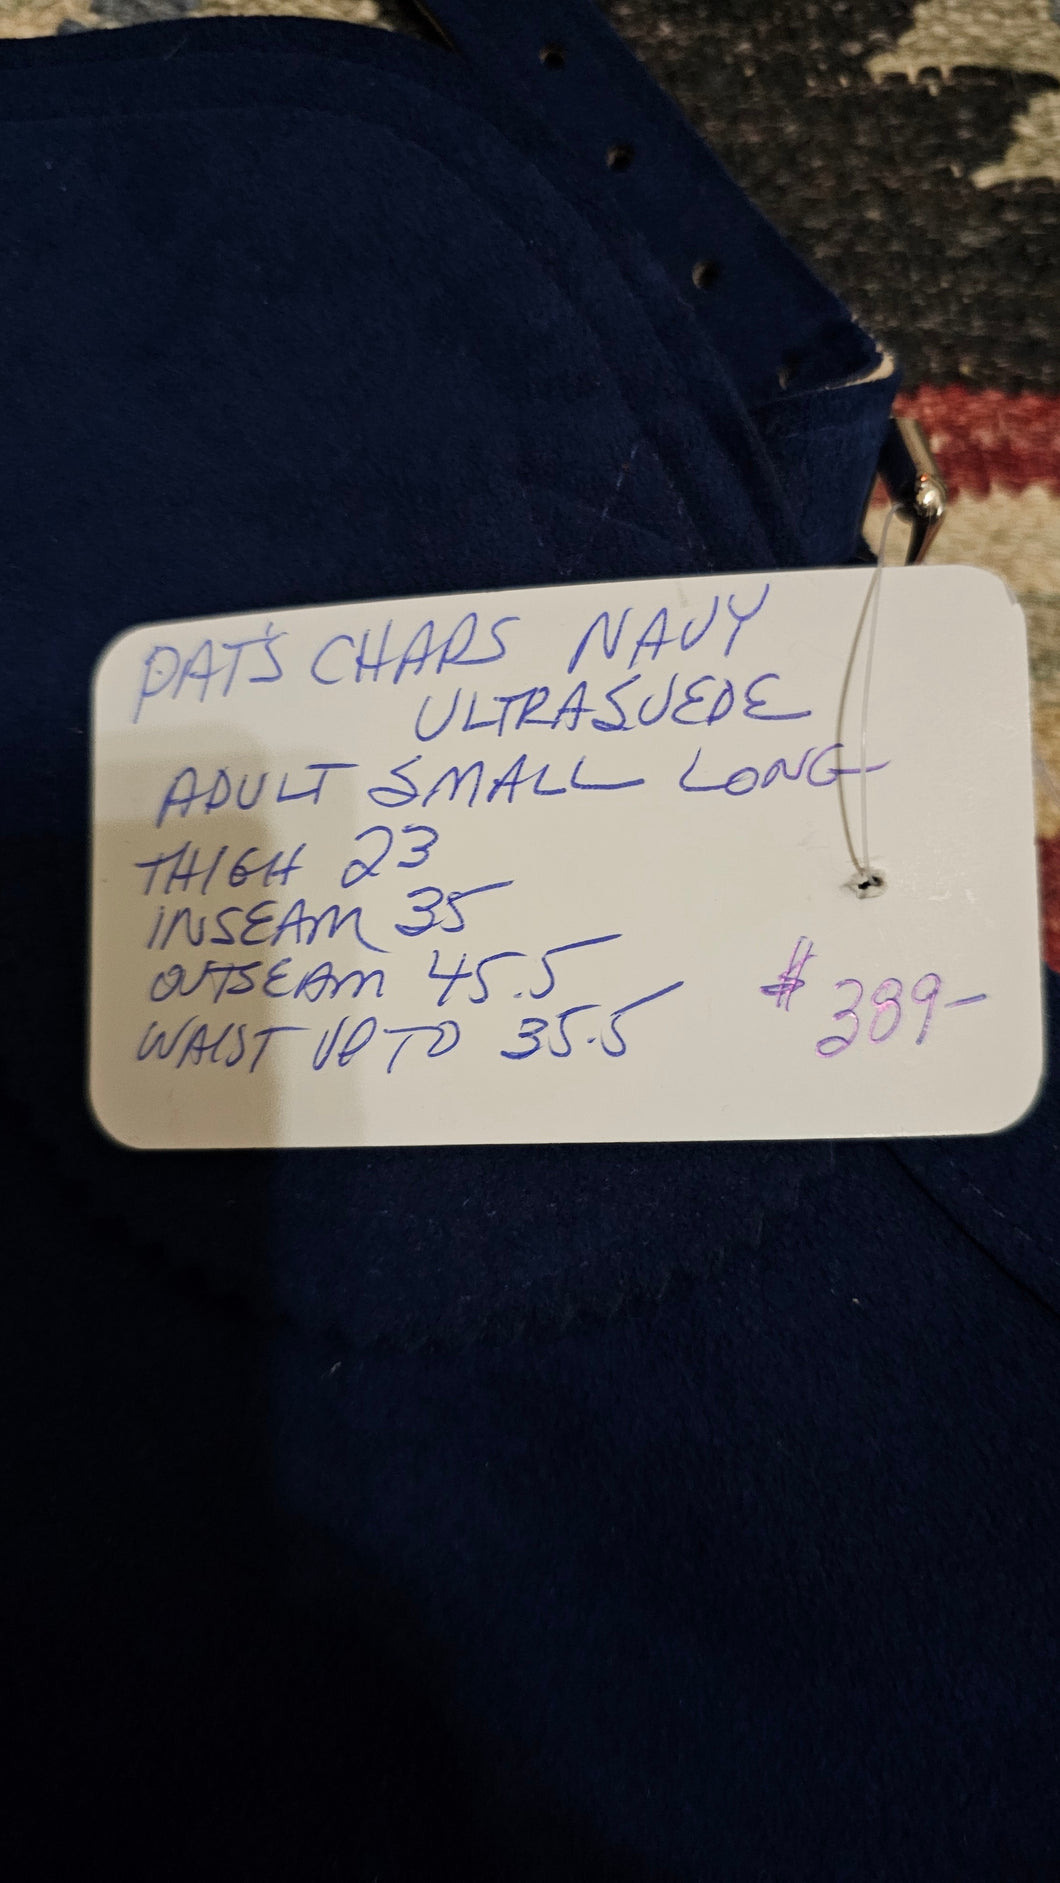 PAT'S CHAPS NAVY
ULTRASUEDE
ADULT SMALL LONG
THIGH 23
INSEAM 35
OUTSEAM 45.5
WAIST UP TO 35.5
$389-